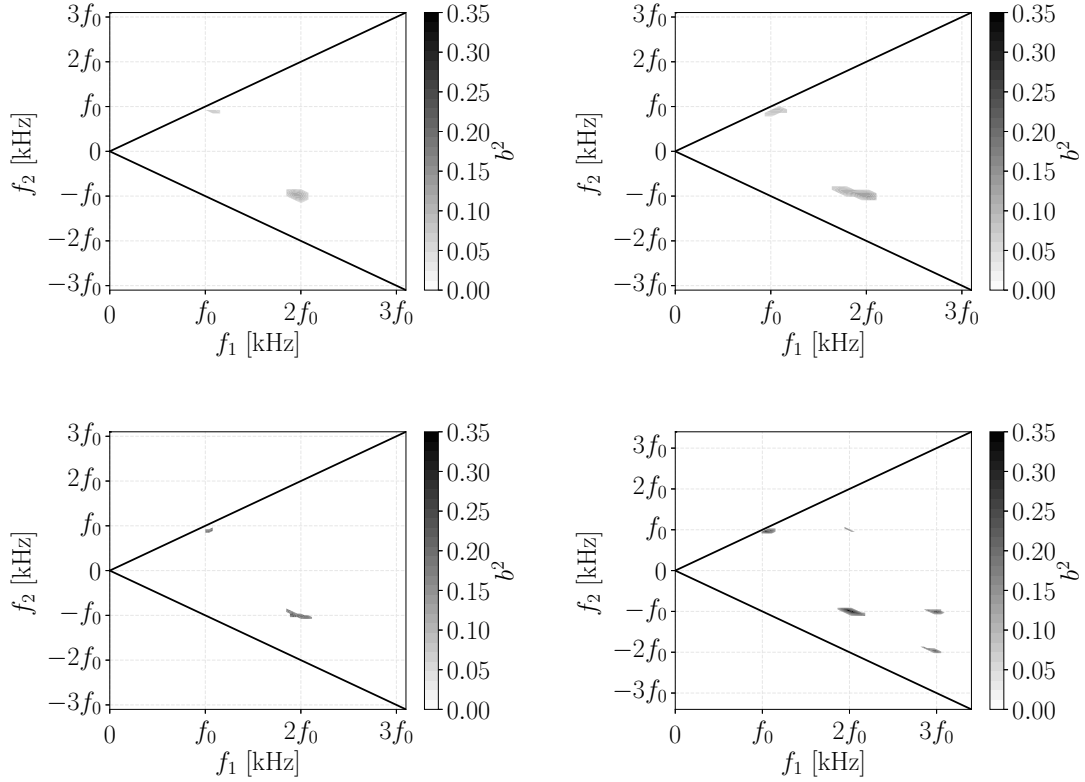 3f₀
2f₀
f₀
0
−f₀
−2f₀
−3f₀
f₂ [kHz]
0 f₀ 2f₀ 3f₀
f₁ [kHz]
0.35
0.30
0.25
0.20
0.15
0.10
0.05
0.00
b²
3f₀
2f₀
f₀
0
−f₀
−2f₀
−3f₀
f₂ [kHz]
0 f₀ 2f₀ 3f₀
f₁ [kHz]
0.35
0.30
0.25
0.20
0.15
0.10
0.05
0.00
b²
3f₀
2f₀
f₀
0
−f₀
−2f₀
−3f₀
f₂ [kHz]
0 f₀ 2f₀ 3f₀
f₁ [kHz]
0.35
0.30
0.25
0.20
0.15
0.10
0.05
0.00
b²
3f₀
2f₀
f₀
0
−f₀
−2f₀
−3f₀
f₂ [kHz]
0 f₀ 2f₀ 3f₀
f₁ [kHz]
0.35
0.30
0.25
0.20
0.15
0.10
0.05
0.00
b²